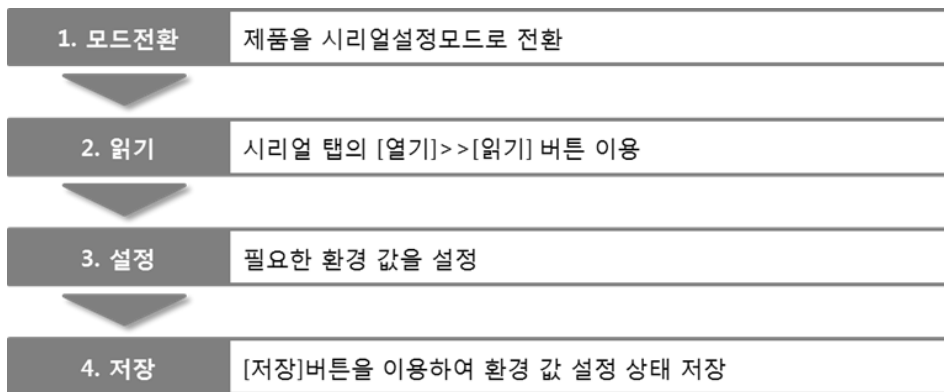 1. 모드전환 제품을 시리얼설정모드로 전환
2. 읽기 시리얼 탭의 [열기]>>[읽기] 버튼 이용
3. 설정 필요한 환경 값을 설정
4. 저장 [저장]버튼을 이용하여 환경 값 설정 상태 저장